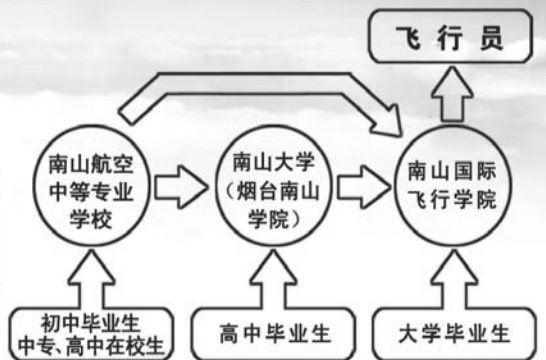 飞行员
南山航空
中等专业
学校
南山大学
（烟台南山
学院）
南山国际
飞行学院
初中毕业生
中专、高中在校生
高中毕业生
大学毕业生